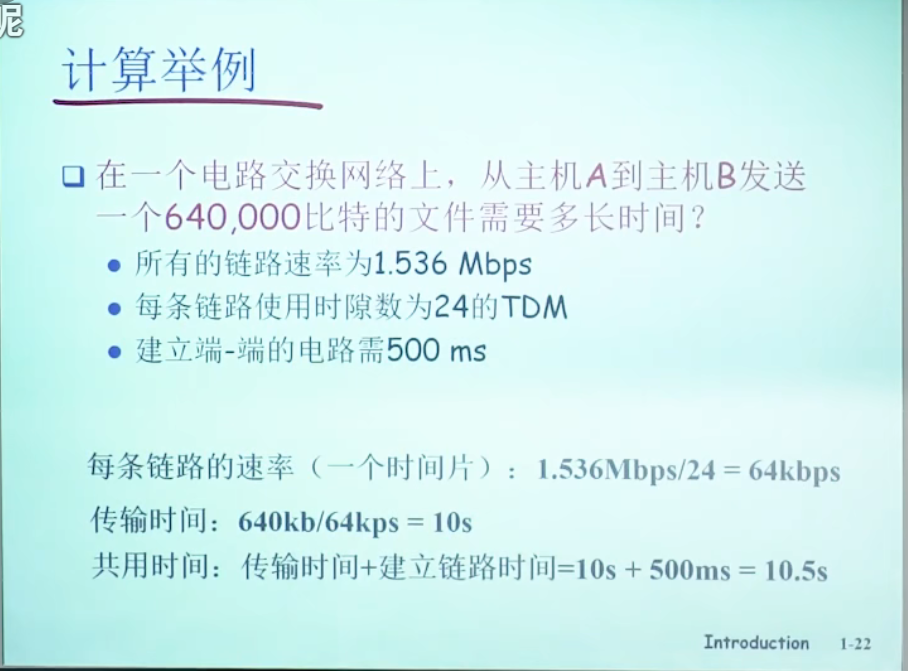 呢
计算举例
在一个电路交换网络上，从主机A到主机B发送
一个640,000比特的文件需要多长时间？
所有的链路速率为1.536 Mbps
每条链路使用时隙数为24的TDM
建立端-端的电路需500 ms
每条链路的速率（一个时间片）：1.536Mbps/24 = 64kbps
传输时间：640kb/64kps = 10s
共用时间：传输时间+建立链路时间=10s + 500ms = 10.5s
Introduction 1-22